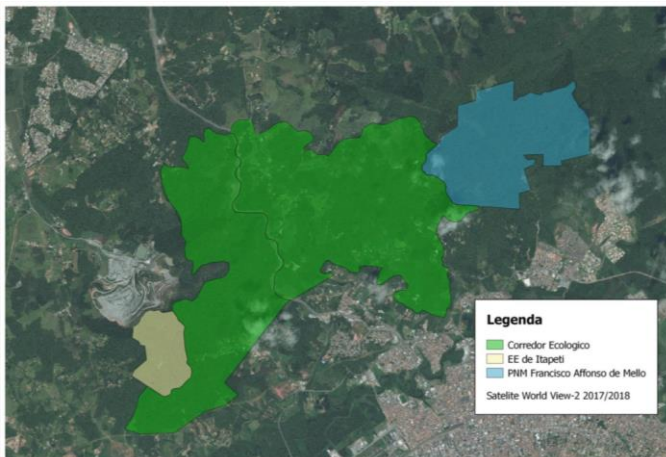 Legenda
Corredor Ecologico
EE de Itapeti
PNM Francisco Affonso de Mello
Satelite World View-2 2017/2018